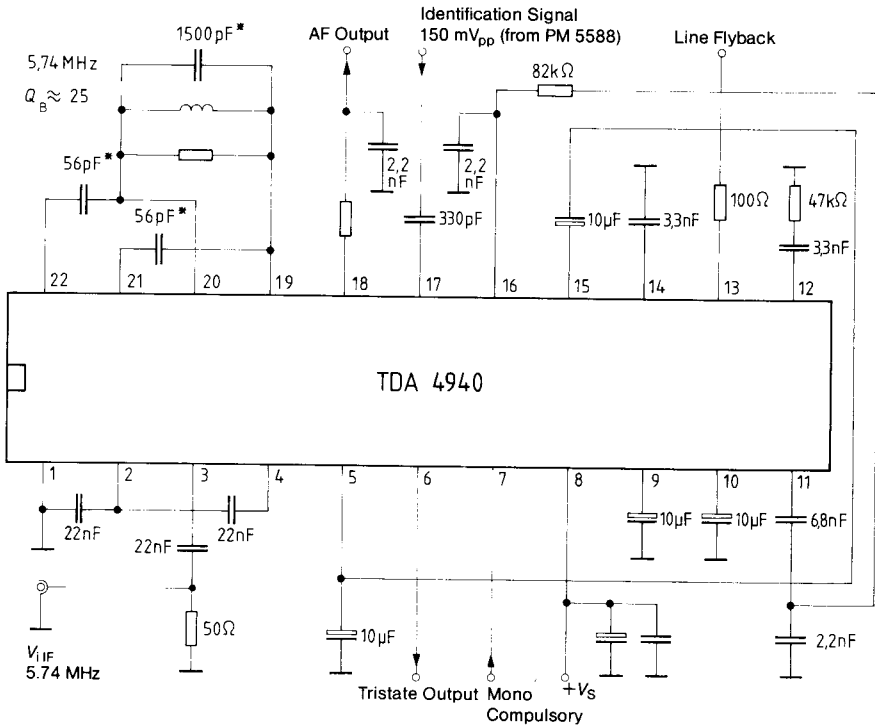 Identification Signal
AF Output
150 mVpp (from PM 5588)
Line Flyback
1500pF*
5,74 MHz
QB ≈ 25
82kΩ
56pF*
56pF*
2,2 nF
2,2 nF
330pF
10µF
3,3nF
100Ω
47kΩ
3,3nF
22 21 20 19 18 17 16 15 14 13 12
TDA 4940
1 2 3 4 5 6 7 8 9 10 11
22nF
22nF
22nF
10µF
10µF
6,8nF
50Ω
10µF
2,2nF
Vi IF
5.74 MHz
Tristate Output
Mono
Compulsory
+VS